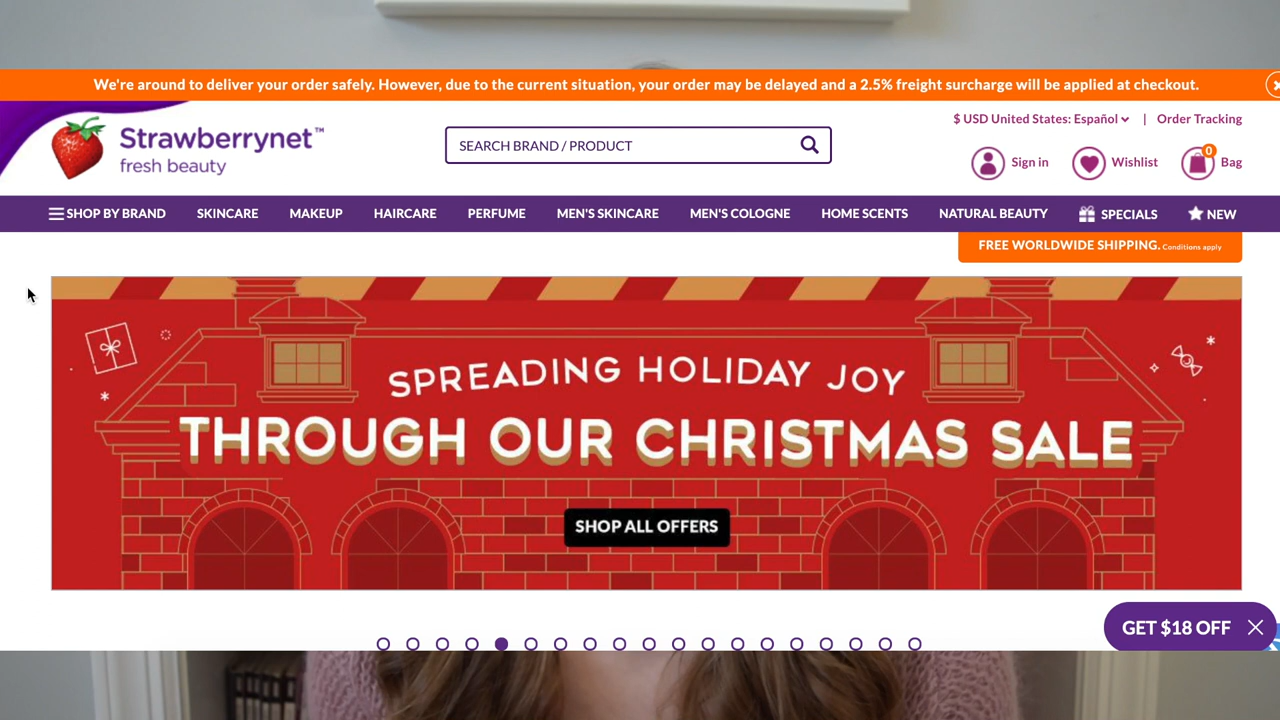 We're around to deliver your order safely. However, due to the current situation, your order may be delayed and a 2.5% freight surcharge will be applied at checkout.
$ USD United States: Español | Order Tracking
Strawberrynet™
fresh beauty
SEARCH BRAND / PRODUCT
Sign in
Wishlist
0
Bag
SHOP BY BRAND SKINCARE MAKEUP HAIRCARE PERFUME MEN'S SKINCARE MEN'S COLOGNE HOME SCENTS NATURAL BEAUTY SPECIALS NEW
FREE WORLDWIDE SHIPPING. Conditions apply
SPREADING HOLIDAY JOY
THROUGH OUR CHRISTMAS SALE
SHOP ALL OFFERS
GET $18 OFF